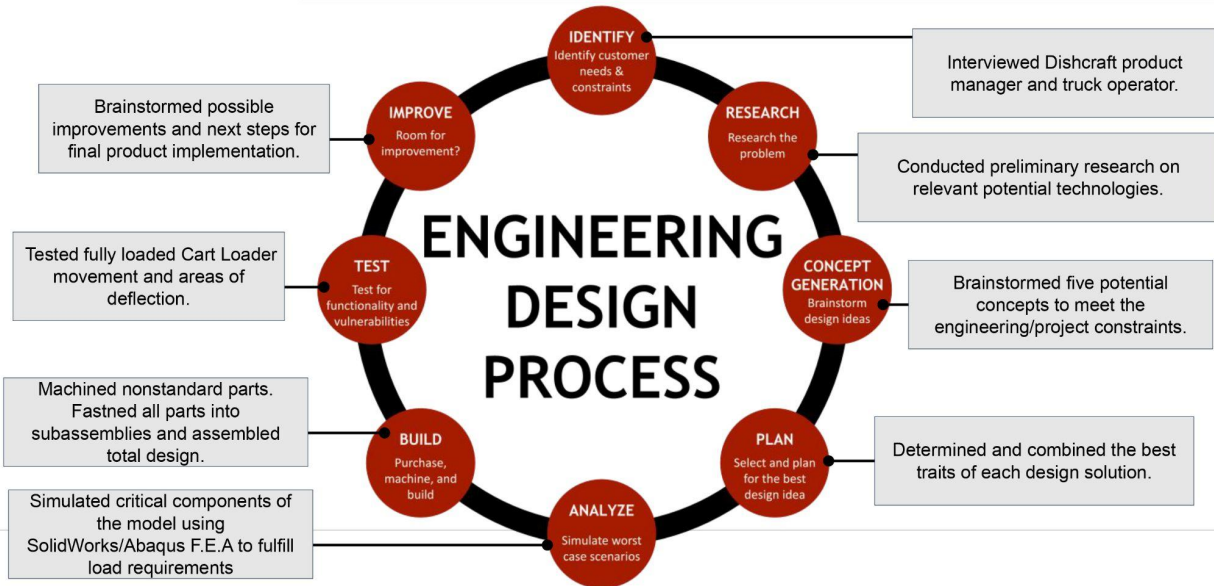 IDENTIFY
Identify customer
needs &
constraints
Interviewed Dishcraft product
manager and truck operator.
RESEARCH
Research the
problem
Conducted preliminary research on
relevant potential technologies.
CONCEPT
GENERATION
Brainstorm
design ideas
Brainstormed five potential
concepts to meet the
engineering/project constraints.
PLAN
Select and plan
for the best
design idea
Determined and combined the best
traits of each design solution.
ANALYZE
Simulate worst
case scenarios
Simulated critical components of
the model using
SolidWorks/Abaqus F.E.A to fulfill
load requirements
BUILD
Purchase,
machine, and
build
Machined nonstandard parts.
Fastned all parts into
subassemblies and assembled
total design.
TEST
Test for
functionality and
vulnerabilities
Tested fully loaded Cart Loader
movement and areas of
deflection.
IMPROVE
Room for
improvement?
Brainstormed possible
improvements and next steps for
final product implementation.
ENGINEERING
DESIGN
PROCESS